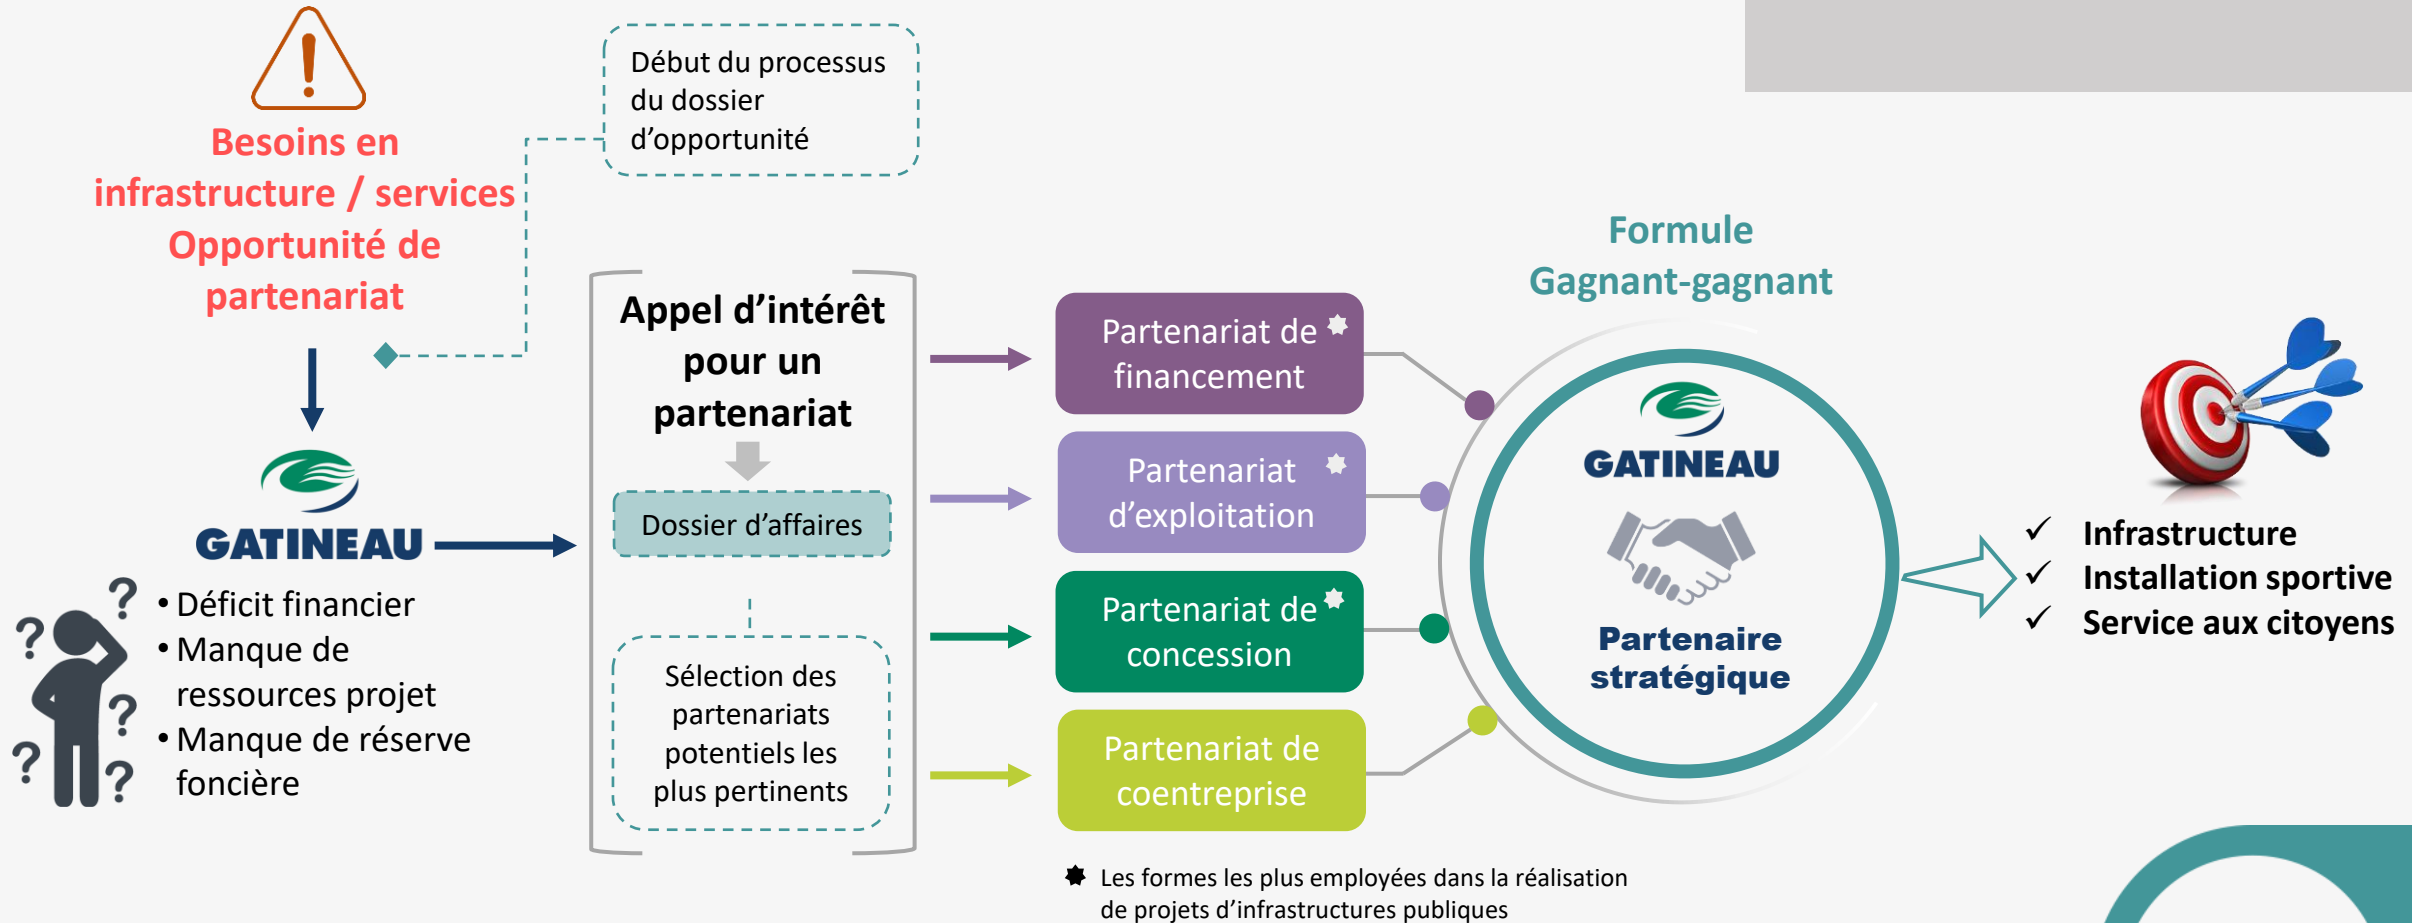 Besoins en
infrastructure / services
Opportunité de
partenariat
Début du processus
du dossier
d’opportunité
GATINEAU
• Déficit financier
• Manque de
ressources projet
• Manque de réserve
foncière
? ? ? ? ?
Appel d’intérêt
pour un
partenariat
Dossier d’affaires
Sélection des
partenariats
potentiels les
plus pertinents
Partenariat de
financement
Partenariat
d’exploitation
Partenariat de
concession
Partenariat de
coentreprise
Les formes les plus employées dans la réalisation
de projets d’infrastructures publiques
Formule
Gagnant-gagnant
GATINEAU
Partenaire
stratégique
✓ Infrastructure
✓ Installation sportive
✓ Service aux citoyens